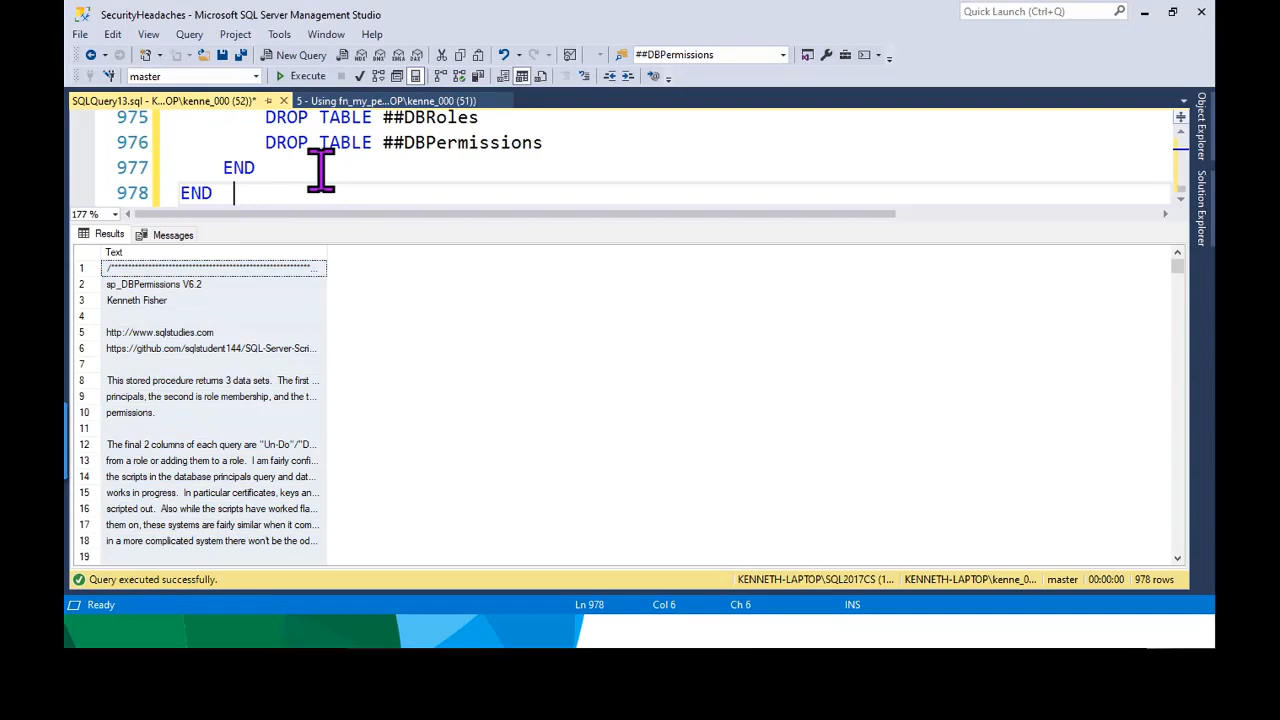 SecurityHeadaches - Microsoft SQL Server Management Studio
Quick Launch (Ctrl+Q)
File Edit View Query Project Tools Window Help
New Query
##DBPermissions
master
Execute
SQLQuery13.sql - K...OP\kenne_000 (52))*
5 - Using fn_my_pe...OP\kenne_000 (51))
975 DROP TABLE ##DBRoles
976 DROP TABLE ##DBPermissions
977 END
978 END
177 %
Results Messages
Text
1 /**********************************************************...
2 sp_DBPermissions V6.2
3 Kenneth Fisher
4
5 http://www.sqlstudies.com
6 https://github.com/sqlstudent144/SQL-Server-Scri...
7
8 This stored procedure returns 3 data sets. The first ...
9 principals, the second is role membership, and the t...
10 permissions.
11
12 The final 2 columns of each query are "Un-Do"/"D...
13 from a role or adding them to a role. I am fairly confi...
14 the scripts in the database principals query and dat...
15 works in progress. In particular certificates, keys an...
16 scripted out. Also while the scripts have worked fla...
17 them on, these systems are fairly similar when it com...
18 in a more complicated system there won't be the od...
19
Object Explorer
Solution Explorer
Query executed successfully.
KENNETH-LAPTOP\SQL2017CS (1... KENNETH-LAPTOP\kenne_0... master 00:00:00 978 rows
Ready Ln 978 Col 6 Ch 6 INS